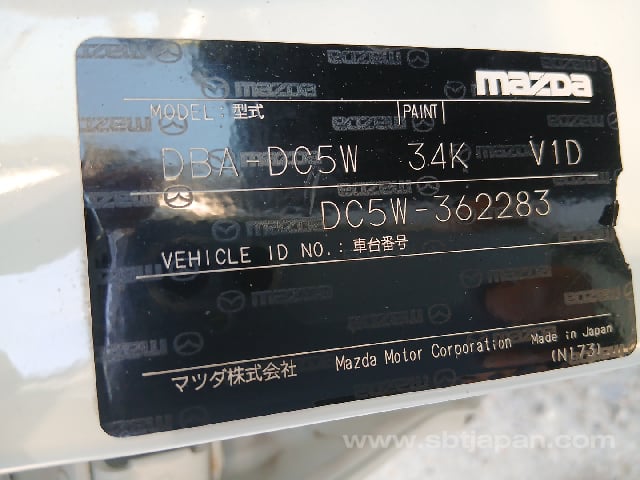 mazda
MODEL:型式 PAINT
DBA DC5W 34K V1D
DC5W-362283
VEHICLE ID NO.:車台番号
マツダ株式会社 Mazda Motor Corporation Made in Japan
(N173)
www.sbtjapan.com